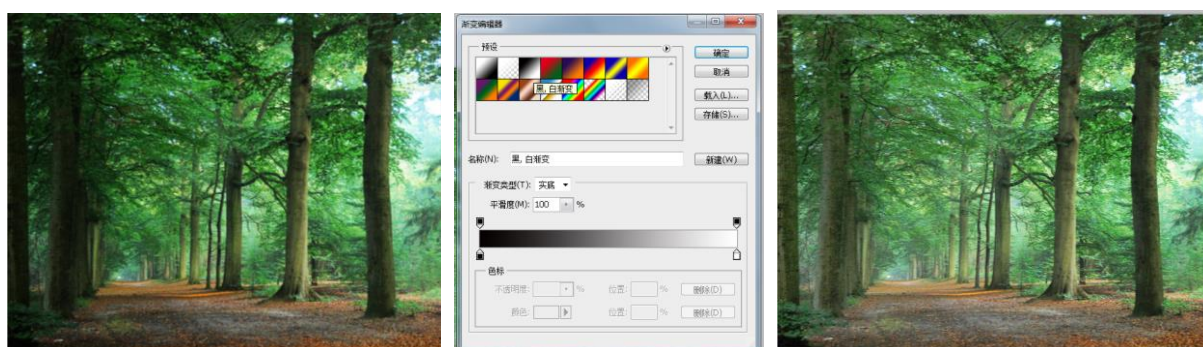 渐变编辑器
预设
确定
取消
载入(L)...
存储(S)...
黑, 白渐变
名称(N): 黑, 白渐变
新建(W)
渐变类型(T): 实底
平滑度(M): 100 %
色标
不透明度: %
位置: %
删除(D)
颜色:
位置: %
删除(D)